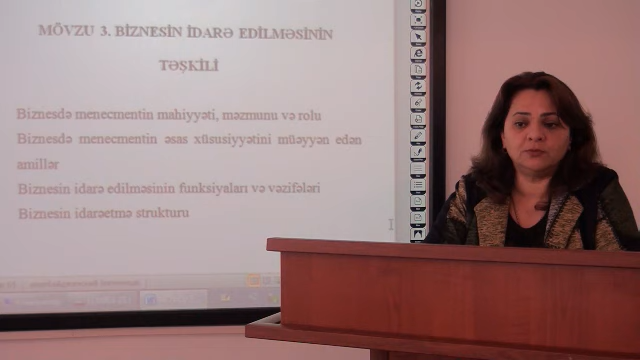 MÖVZU 3. BİZNESİN İDARƏ EDİLMƏSİNİN
TƏŞKİLİ
Biznesdə menecmentin mahiyyəti, məzmunu və rolu
Biznesdə menecmentin əsas xüsusiyyətini müəyyən edən
amillər
Biznesin idarə edilməsinin funksiyaları və vəzifələri
Biznesin idarəetmə strukturu